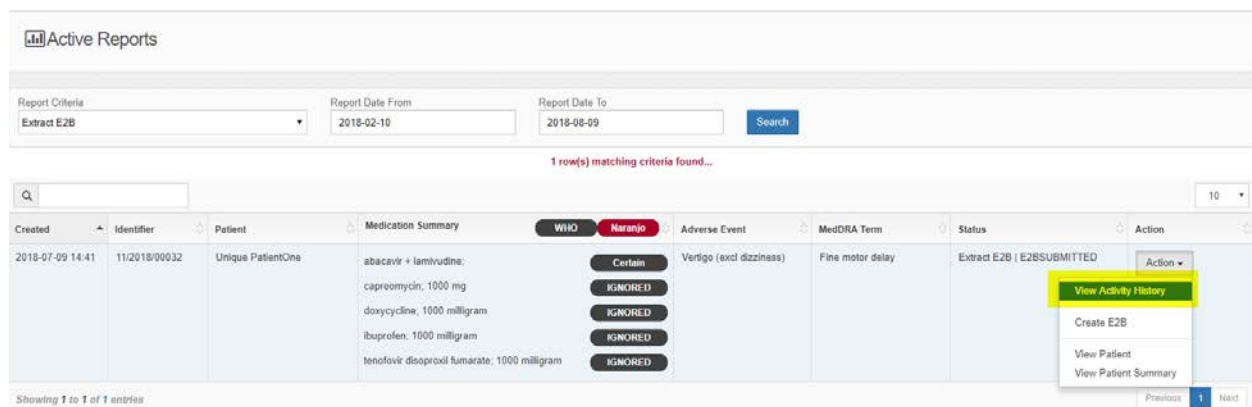 Active Reports
Report Criteria Report Date From Report Date To
Extract E2B 2018-02-10 2018-08-09 Search
1 row(s) matching criteria found...
10
Created Identifier Patient Medication Summary WHO Naranjo Adverse Event MedDRA Term Status Action
2018-07-09 14:41 11/2018/00032 Unique PatientOne abacavir + lamivudine; Certain Vertigo (excl dizziness) Fine motor delay Extract E2B | E2BSUBMITTED Action
capreomycin; 1000 mg IGNORED View Activity History
doxycycline; 1000 milligram IGNORED Create E2B
ibuprofen; 1000 milligram IGNORED View Patient
tenofovir disoproxil fumarate; 1000 milligram IGNORED View Patient Summary
Showing 1 to 1 of 1 entries Previous 1 Next